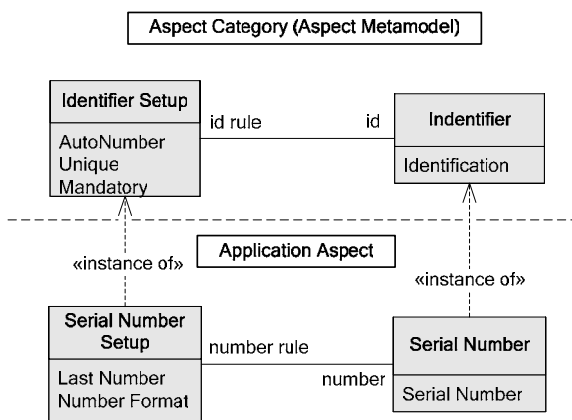 Aspect Category (Aspect Metamodel)
Identifier Setup
AutoNumber
Unique
Mandatory
id rule
id
Indentifier
Identification
Application Aspect
«instance of»
«instance of»
Serial Number
Setup
Last Number
Number Format
number rule
number
Serial Number
Serial Number